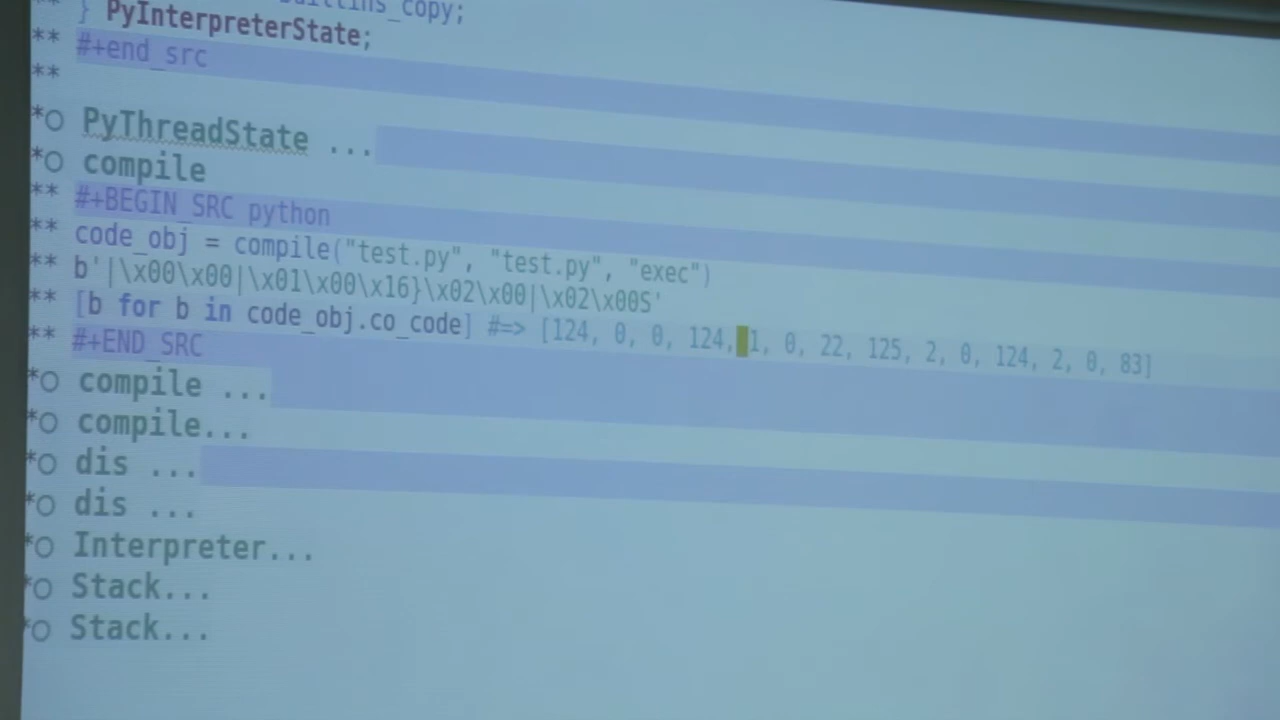 ** } PyInterpreterState;
** #+end_src
**
*○ PyThreadState ...
*○ compile
** #+BEGIN_SRC python
** code_obj = compile("test.py", "test.py", "exec")
** b'|\x00\x00|\x01\x00\x16}\x02\x00|\x02\x00S'
** [b for b in code_obj.co_code] #=> [124, 0, 0, 124, 1, 0, 22, 125, 2, 0, 124, 2, 0, 83]
** #+END_SRC
*○ compile ...
*○ compile...
*○ dis ...
*○ dis ...
*○ Interpreter...
*○ Stack...
*○ Stack...